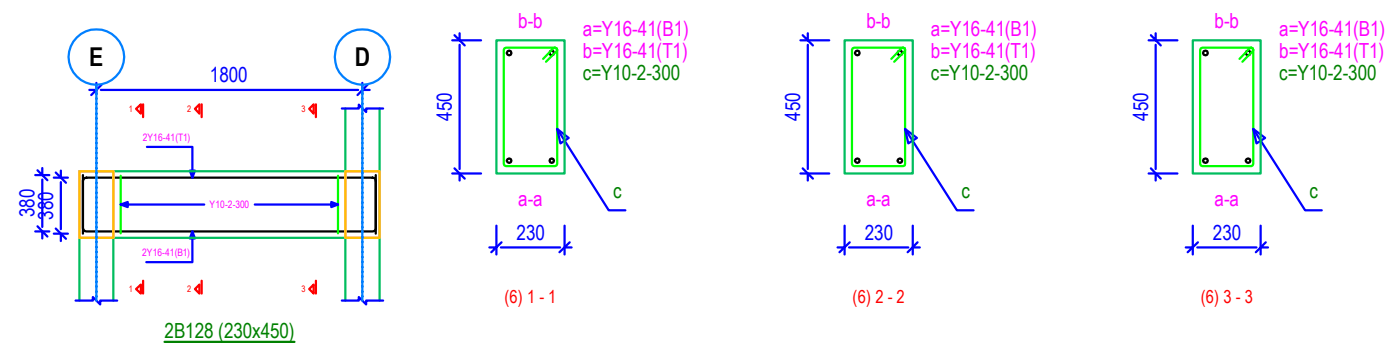 E
D
1800
1
2
3
2Y16-41(T1)
380
380
Y10-2-300
2Y16-41(B1)
1
2
3
2B128 (230x450)
b-b
a=Y16-41(B1)
b=Y16-41(T1)
c=Y10-2-300
450
c
a-a
230
(6) 1 - 1
b-b
a=Y16-41(B1)
b=Y16-41(T1)
c=Y10-2-300
450
c
a-a
230
(6) 2 - 2
b-b
a=Y16-41(B1)
b=Y16-41(T1)
c=Y10-2-300
450
c
a-a
230
(6) 3 - 3